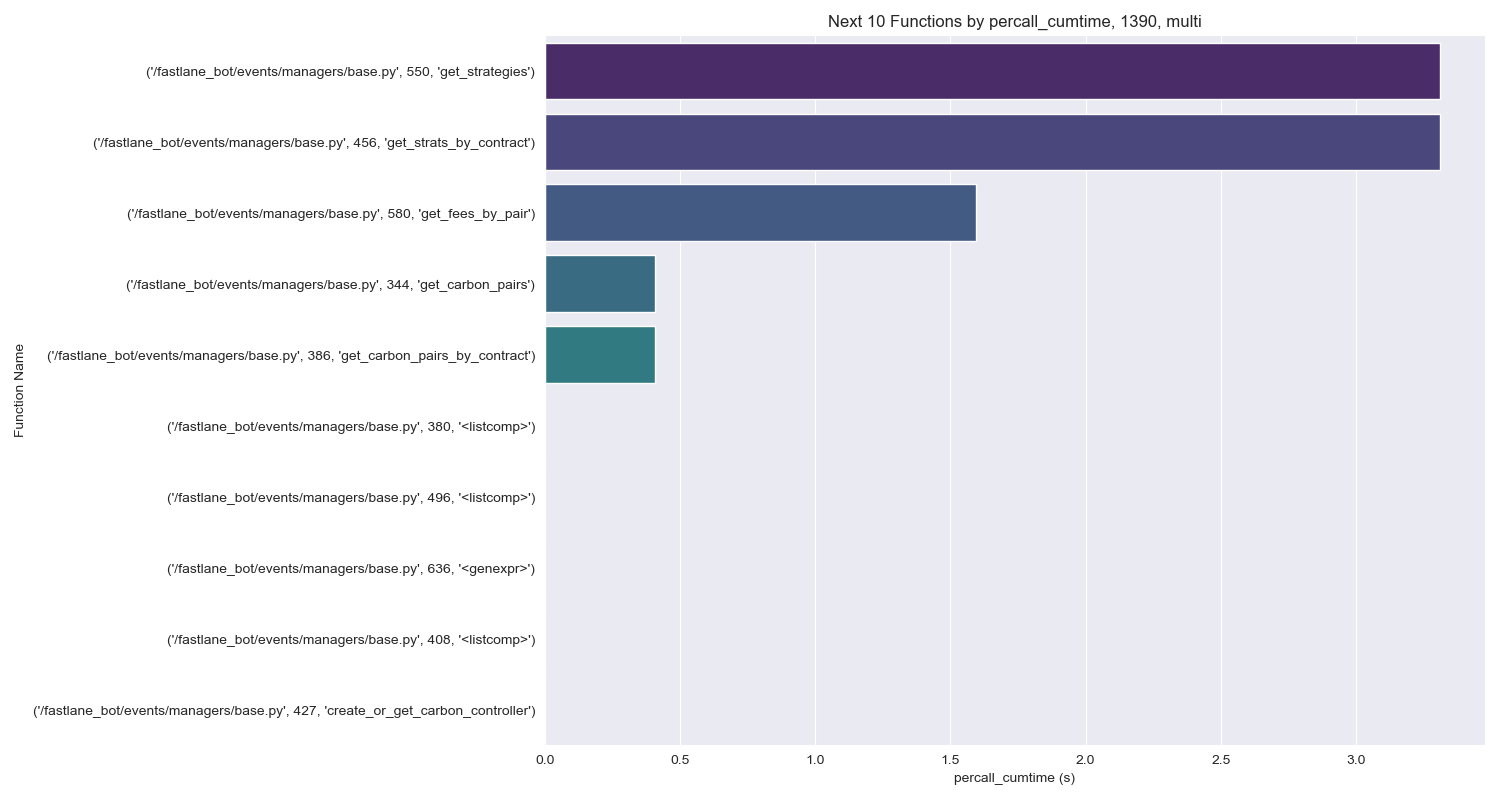 Next 10 Functions by percall_cumtime, 1390, multi
Function Name
('/fastlane_bot/events/managers/base.py', 550, 'get_strategies')
('/fastlane_bot/events/managers/base.py', 456, 'get_strats_by_contract')
('/fastlane_bot/events/managers/base.py', 580, 'get_fees_by_pair')
('/fastlane_bot/events/managers/base.py', 344, 'get_carbon_pairs')
('/fastlane_bot/events/managers/base.py', 386, 'get_carbon_pairs_by_contract')
('/fastlane_bot/events/managers/base.py', 380, '<listcomp>')
('/fastlane_bot/events/managers/base.py', 496, '<listcomp>')
('/fastlane_bot/events/managers/base.py', 636, '<genexpr>')
('/fastlane_bot/events/managers/base.py', 408, '<listcomp>')
('/fastlane_bot/events/managers/base.py', 427, 'create_or_get_carbon_controller')
0.0 0.5 1.0 1.5 2.0 2.5 3.0
percall_cumtime (s)